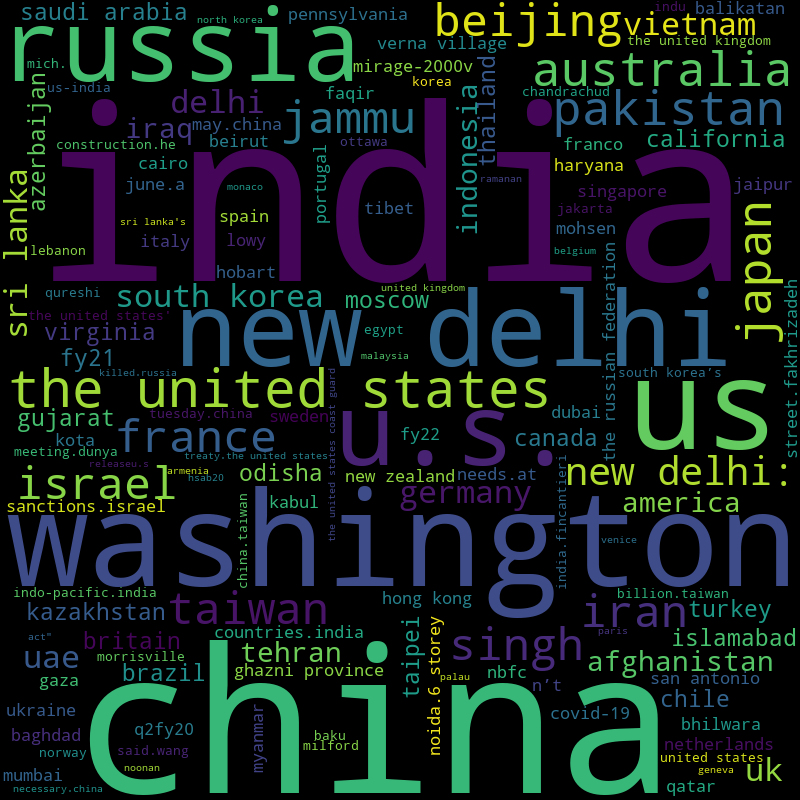 saudi arabia
north korea
pennsylvania
beijing
vietnam
indu
balikatan
the united kingdom
russia
verna village
mirage-2000v
korea
australia
mich.
us-india
delhi
faqir
jammu
thailand
chandrachud
pakistan
azerbaijan
iraq
may.china
beirut
ottawa
indonesia
franco
california
construction.he
cairo
portugal
haryana
june.a
monaco
india
ramanan
singapore
jaipur
sri lanka
sri lanka's
spain
tibet
jakarta
mohsen
japan
italy
lowy
lebanon
hobart
belgium
qureshi
south korea
united kingdom
moscow
the russian federation
street.fakhrizadeh
the united states'
virginia
new delhi
egypt
fy21
malaysia
killed.russia
south korea’s
the united states
the united states coast guard
us
gujarat
tuesday.china
sweden
u.s.
dubai
kota
france
fy22
canada
meeting.dunya
treaty.the united states
releaseu.s
armenia
israel
hsab20
odisha
new zealand
needs.at
new delhi:
germany
india.fincantieri
america
sanctions.israel
kabul
china.taiwan
washington
venice
indo-pacific.india
hong kong
billion.taiwan
kazakhstan
taiwan
iran
turkey
act"
britain
countries.india
taipei
noida.6 storey
singh
paris
islamabad
uae
morrisville
tehran
afghanistan
brazil
ghazni province
nbfc
palau
gaza
n’t
san antonio
chile
ukraine
china
covid-19
bhilwara
baghdad
q2fy20
myanmar
baku
milford
netherlands
norway
said.wang
noonan
united states
geneva
uk
mumbai
necessary.china
qatar